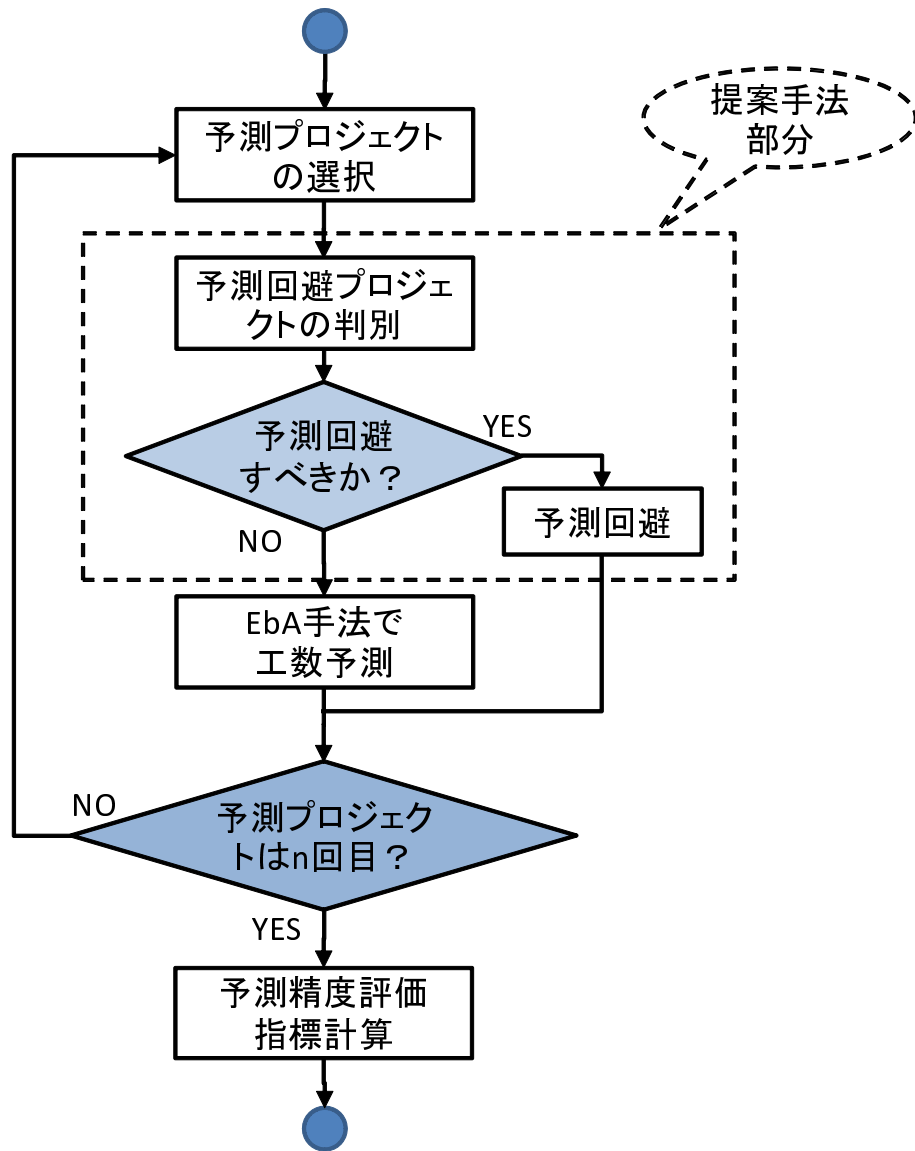 提案手法
部分
予測プロジェクト
の選択
予測回避プロジェ
クトの判別
予測回避
すべきか？
YES
予測回避
NO
EbA手法で
工数予測
NO
予測プロジェク
トはn回目？
YES
予測精度評価
指標計算